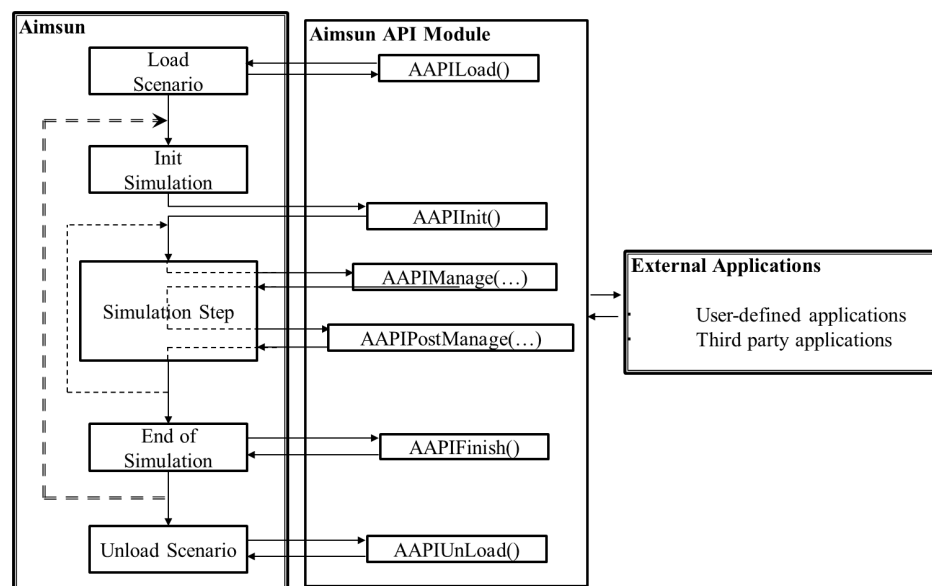 Aimsun
Load
Scenario
Init
Simulation
Simulation Step
End of
Simulation
Unload Scenario
Aimsun API Module
AAPILoad()
AAPIInit()
AAPIManage(…)
AAPIPostManage(…)
AAPIFinish()
AAPIUnLoad()
External Applications
· User-defined applications
· Third party applications